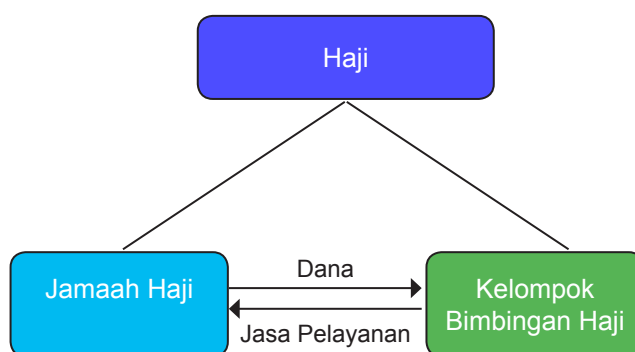 Haji
Jamaah Haji
Dana
Jasa Pelayanan
Kelompok
Bimbingan Haji